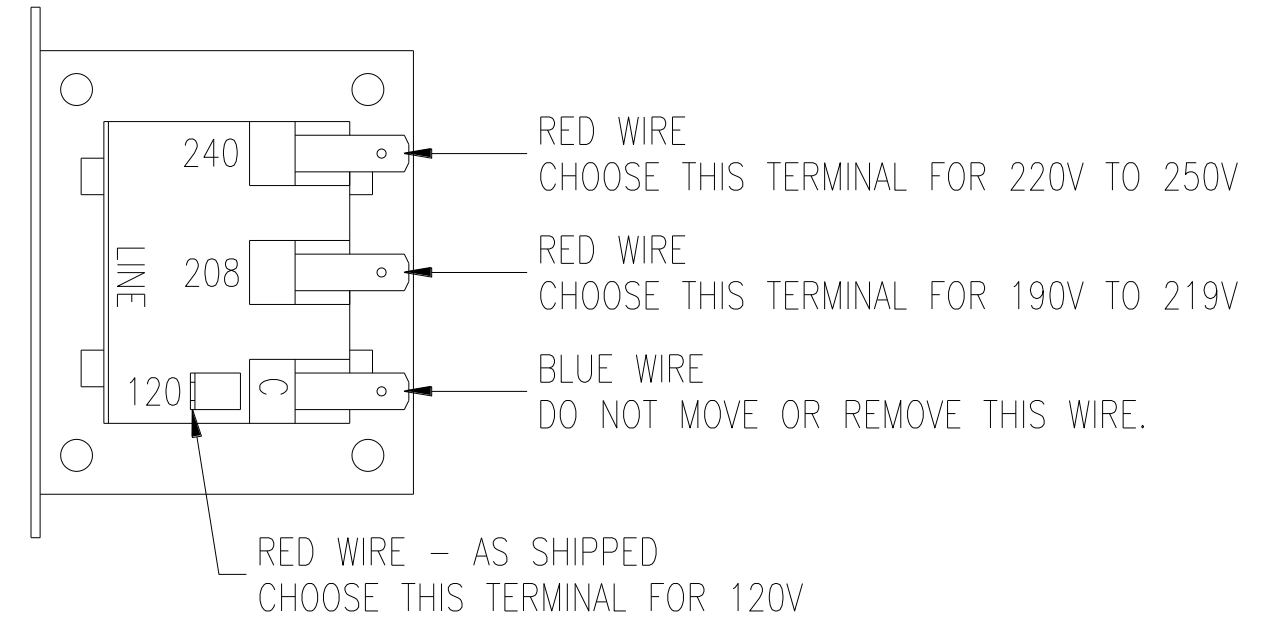 240
RED WIRE
CHOOSE THIS TERMINAL FOR 220V TO 250V
LINE
208
RED WIRE
CHOOSE THIS TERMINAL FOR 190V TO 219V
120
C
BLUE WIRE
DO NOT MOVE OR REMOVE THIS WIRE.
RED WIRE – AS SHIPPED
CHOOSE THIS TERMINAL FOR 120V